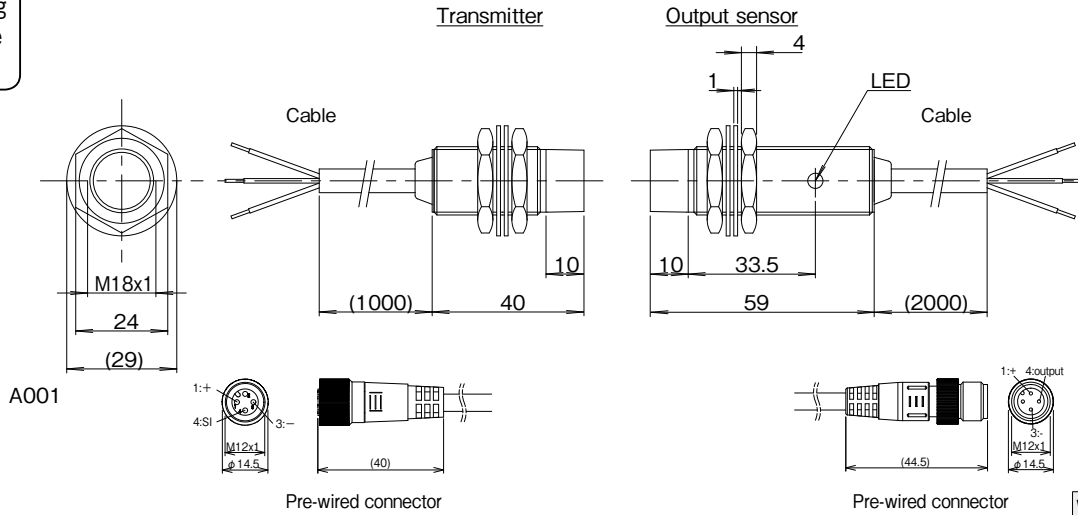 g
e
Transmitter
Output sensor
4
1
LED
Cable
Cable
10
10
33.5
M18x1
(1000)
40
59
(2000)
24
(29)
A001
1:+
4:SI
3:−
M12x1
φ14.5
(40)
(44.5)
1:+ 4:output
3:-
M12x1
φ14.5
Pre-wired connector
Pre-wired connector